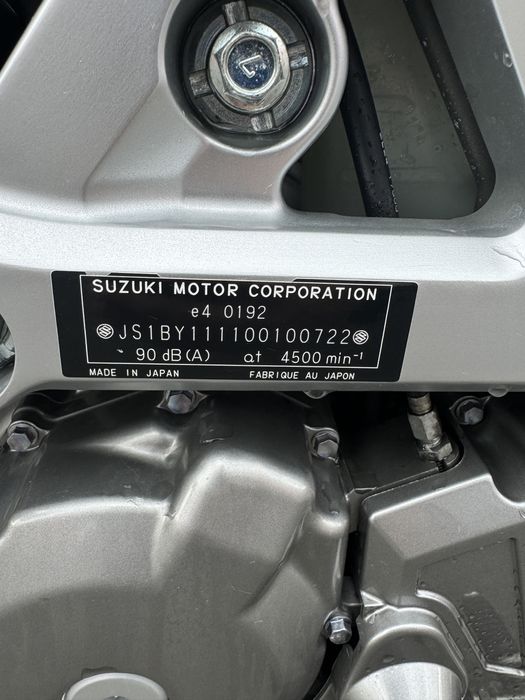 SUZUKI MOTOR CORPORATION
e4 0192
JS1BY111100100722
90 dB(A) at 4500 min⁻¹
MADE IN JAPAN FABRIQUE AU JAPON